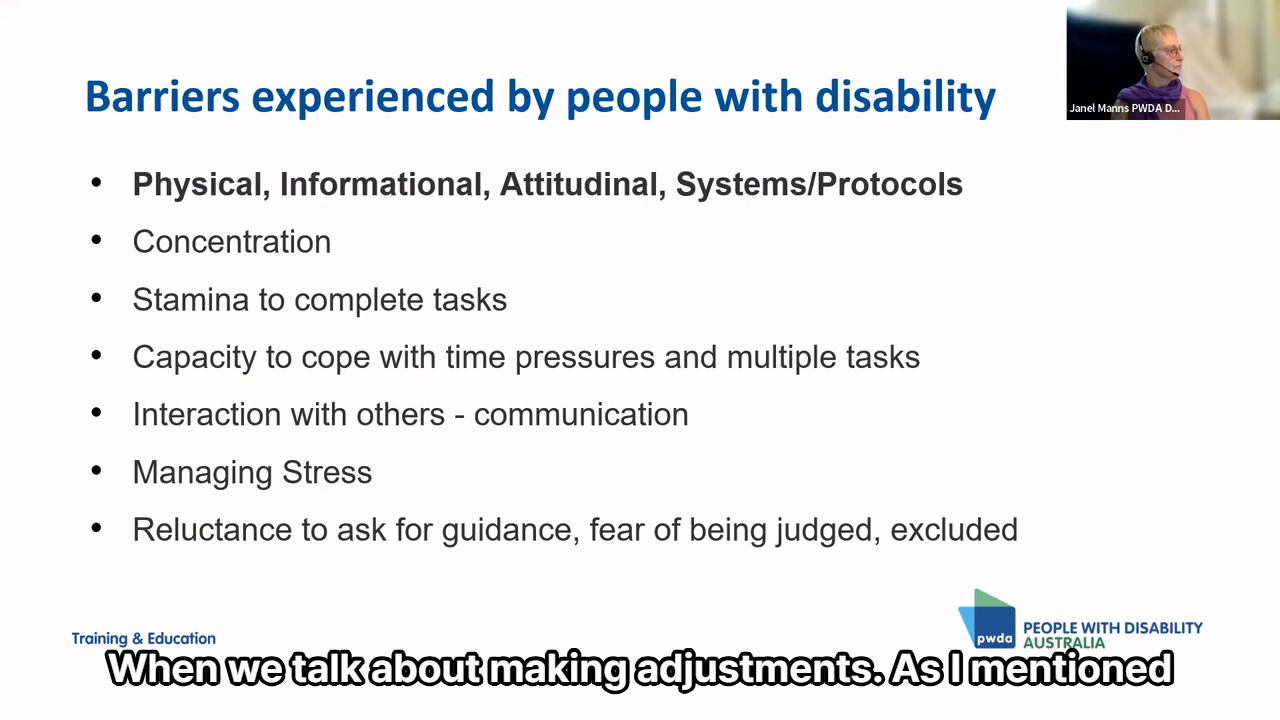 Barriers experienced by people with disability
Janel Manns PWDA D...
• Physical, Informational, Attitudinal, Systems/Protocols
• Concentration
• Stamina to complete tasks
• Capacity to cope with time pressures and multiple tasks
• Interaction with others - communication
• Managing Stress
• Reluctance to ask for guidance, fear of being judged, excluded
Training & Education
pwda
PEOPLE WITH DISABILITY
AUSTRALIA
When we talk about making adjustments. As I mentioned